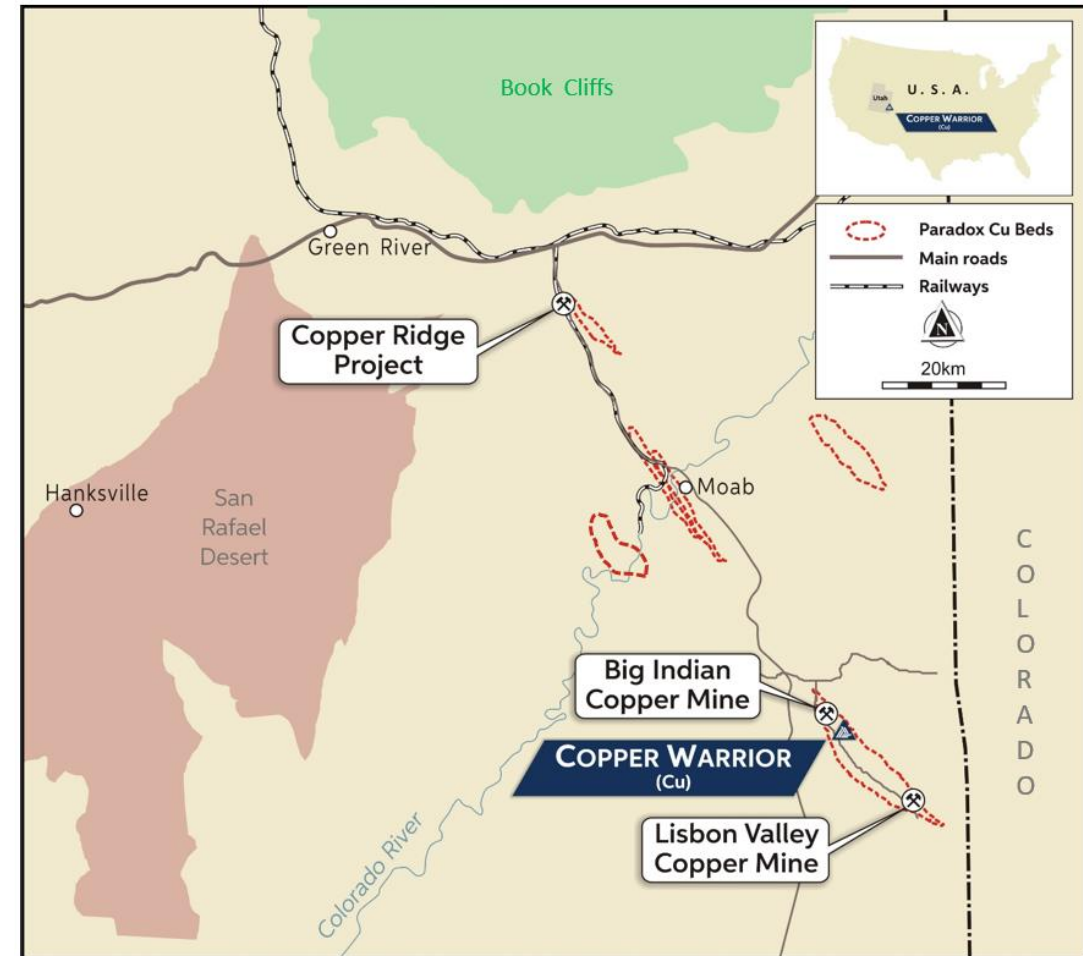 Book Cliffs
Utah
U. S. A.
COPPER WARRIOR
(Cu)
Paradox Cu Beds
Main roads
Railways
N
20km
Green River
Copper Ridge
Project
Hanksville
San
Rafael
Desert
Moab
COLORADO
Big Indian
Copper Mine
COPPER WARRIOR
(Cu)
Lisbon Valley
Copper Mine
Colorado River